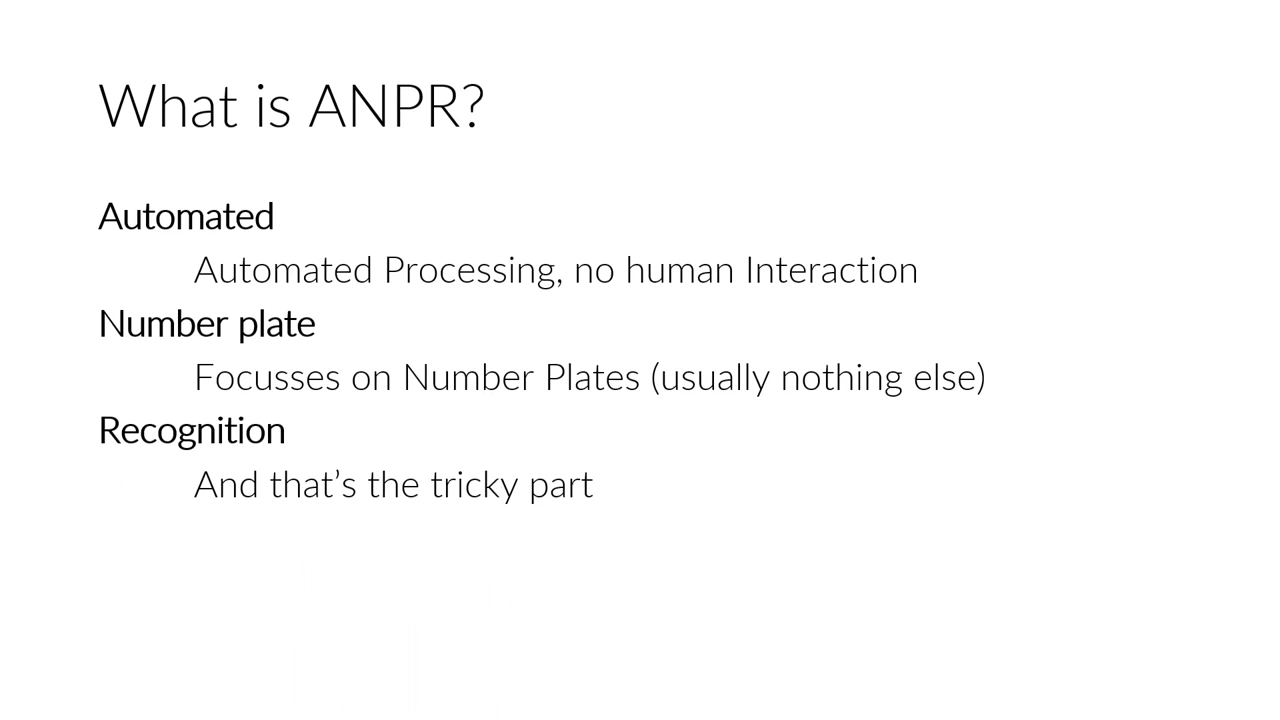 What is ANPR?
Automated
Automated Processing, no human Interaction
Number plate
Focusses on Number Plates (usually nothing else)
Recognition
And that’s the tricky part